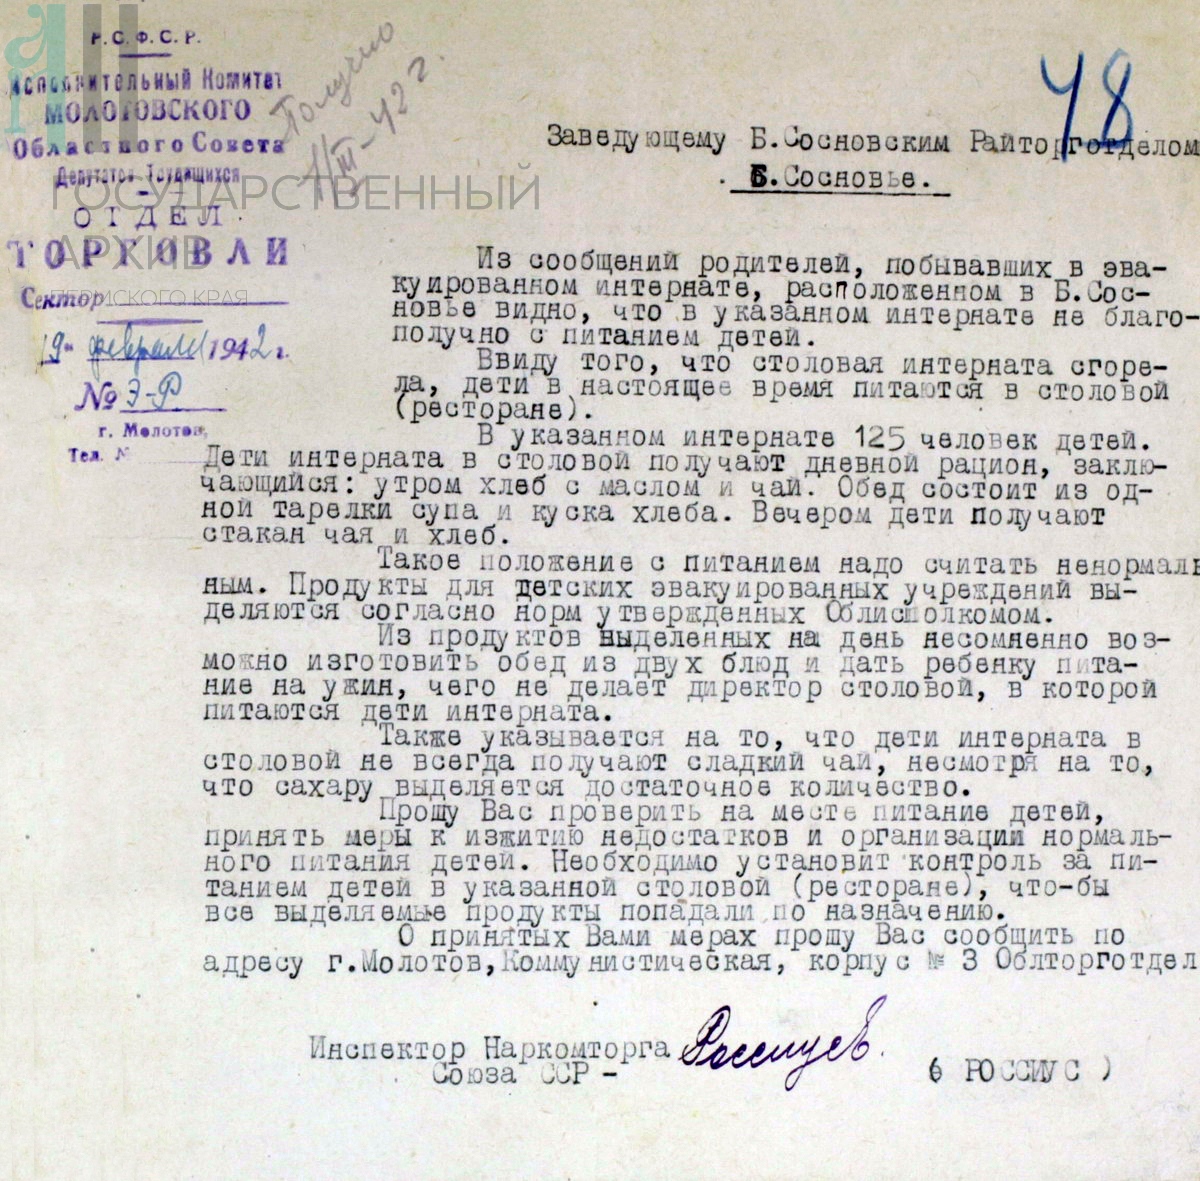 Р.С.Ф.С.Р.
Исполнительный Комитет
МОЛОТОВСКОГО
Областного Совета
Депутатов Трудящихся
ОТДЕЛ
ТОРГОВЛИ
Сектор
19" февраля 1942 г.
№ Э-Ф
г. Молотов,
Тел. №
Получено
1/III-42 г.
48
ГОСУДАРСТВЕННЫЙ
АРХИВ
ПЕРМСКОГО КРАЯ
Заведующему Б.Сосновским Райторготделом
Б.Сосновье.
Из сообщений родителей, побывавших в эва-
куированном интернате, расположенном в Б.Сос-
новье видно, что в указанном интернате не благо-
получно с питанием детей.
Ввиду того, что столовая интерната сгоре-
ла, дети в настоящее время питаются в столовой
(ресторане).
В указанном интернате 125 человек детей.
Дети интерната в столовой получают дневной рацион, заклю-
чающийся: утром хлеб с маслом и чай. Обед состоит из од-
ной тарелки супа и куска хлеба. Вечером дети получают
стакан чая и хлеб.
Такое положение с питанием надо считать ненормаль
ным. Продукты для детских эвакуированных учреждений вы-
деляются согласно норм утвержденных Облисполкомом.
Из продуктов выделенных на день несомненно воз-
можно изготовить обед из двух блюд и дать ребенку пита-
ние на ужин, чего не делает директор столовой, в которой
питаются дети интерната.
Также указывается на то, что дети интерната в
столовой не всегда получают сладкий чай, несмотря на то,
что сахару выделяется достаточное количество.
Прошу Вас проверить на месте питание детей,
принять меры к изжитию недостатков и организации нормаль-
ного питания детей. Необходимо установит контроль за пи-
танием детей в указанной столовой (ресторане), что-бы
все выделяемые продукты попадали по назначению.
О принятых Вами мерах прошу Вас сообщить по
адресу г.Молотов, Коммунистическая, корпус № 3 Облторготдел
Инспектор Наркомторга
Союза ССР -
( РОССИУС )